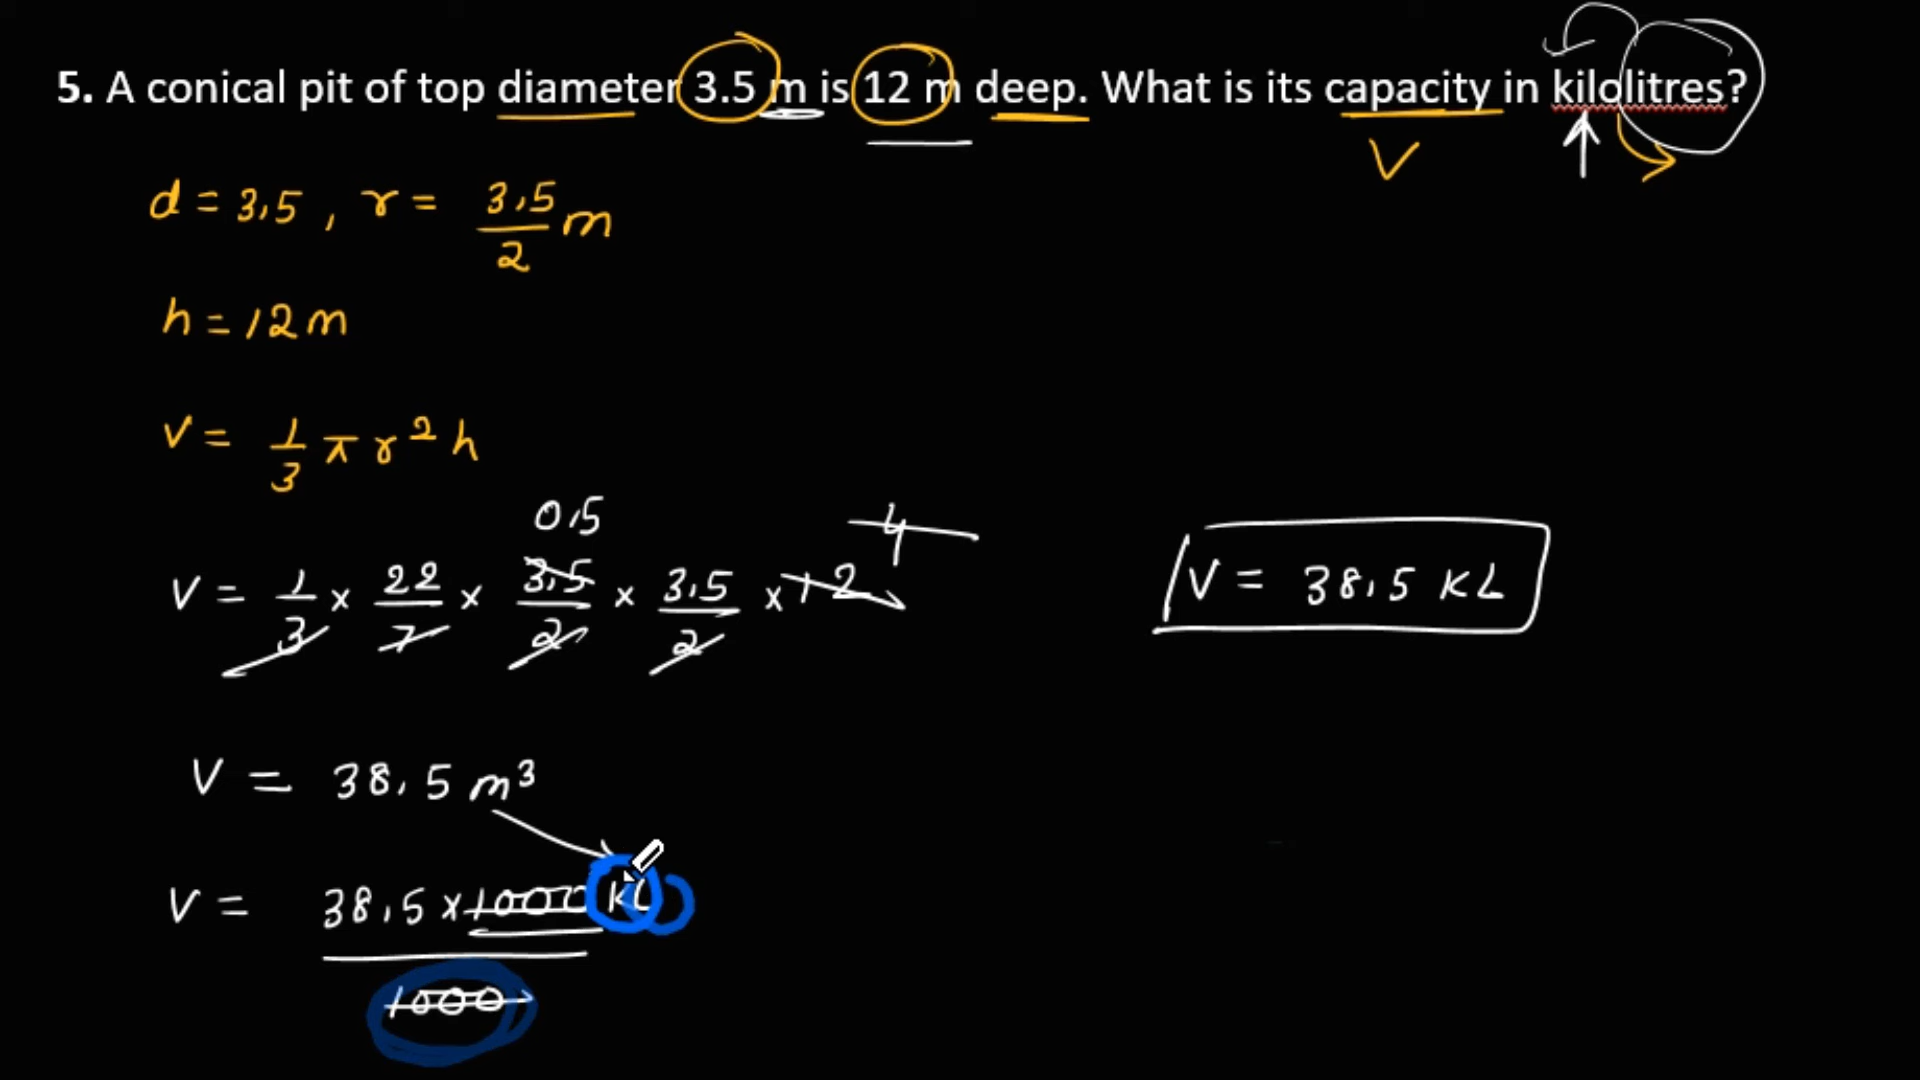 5. A conical pit of top diameter 3.5 m is 12 m deep. What is its capacity in kilolitres?
V
d = 3.5 , r = 3.5/2 m
h = 12m
V = 1/3 π r² h
0.5 4
V = 1/3 × 22/7 × 3.5/2 × 3.5/2 × 12
V = 38.5 KL
V = 38.5 m³
V = 38.5 × 1000 KL
1000